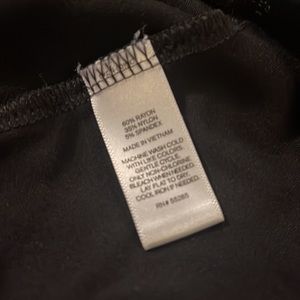 60% RAYON
35% NYLON
5% SPANDEX
MADE IN VIETNAM
MACHINE WASH COLD
WITH LIKE COLORS.
GENTLE CYCLE.
ONLY NON-CHLORINE
BLEACH WHEN NEEDED.
LAY FLAT TO DRY.
COOL IRON IF NEEDED.
RN# 55285